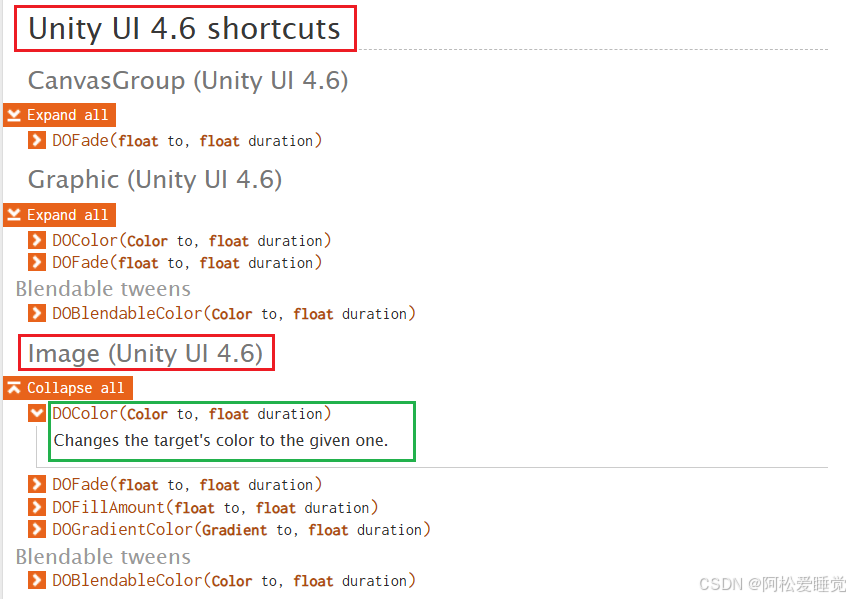 Unity UI 4.6 shortcuts
CanvasGroup (Unity UI 4.6)
Expand all
DOFade(float to, float duration)
Graphic (Unity UI 4.6)
Expand all
DOColor(Color to, float duration)
DOFade(float to, float duration)
Blendable tweens
DOBlendableColor(Color to, float duration)
Image (Unity UI 4.6)
Collapse all
DOColor(Color to, float duration)
Changes the target's color to the given one.
DOFade(float to, float duration)
DOFillAmount(float to, float duration)
DOGradientColor(Gradient to, float duration)
Blendable tweens
DOBlendableColor(Color to, float duration)
CSDN @阿松爱睡觉